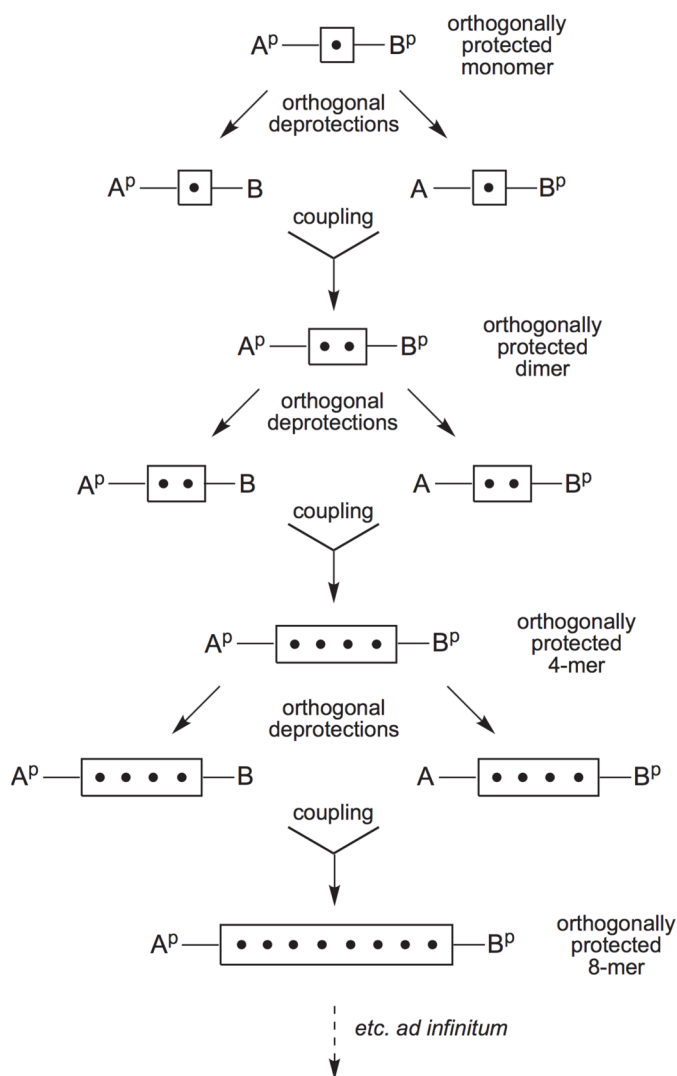 Aᵖ Bᵖ
orthogonally
protected
monomer
orthogonal
deprotections
Aᵖ B A Bᵖ
coupling
Aᵖ Bᵖ
orthogonally
protected
dimer
orthogonal
deprotections
Aᵖ B A Bᵖ
coupling
Aᵖ Bᵖ
orthogonally
protected
4-mer
orthogonal
deprotections
Aᵖ B A Bᵖ
coupling
Aᵖ Bᵖ
orthogonally
protected
8-mer
etc. ad infinitum